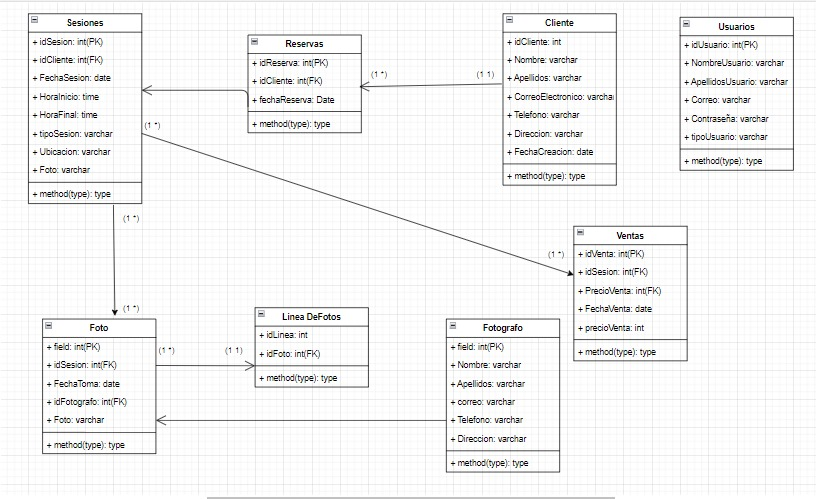 Sesiones
+ idSesion: int(PK)
+ idCliente: int(FK)
+ FechaSesion: date
+ HoraInicio: time
+ HoraFinal: time
+ tipoSesion: varchar
+ Ubicacion: varchar
+ Foto: varchar
+ method(type): type
Reservas
+ idReserva: int(PK)
+ idCliente: int(FK)
+ fechaReserva: Date
+ method(type): type
(1 *)
(1 1)
Cliente
+ idCliente: int
+ Nombre: varchar
+ Apellidos: varchar
+ CorreoElectronico: varchar
+ Telefono: varchar
+ Direccion: varchar
+ FechaCreacion: date
+ method(type): type
Usuarios
+ idUsuario: int(PK)
+ NombreUsuario: varchar
+ ApellidosUsuario: varchar
+ Correo: varchar
+ Contraseña: varchar
+ tipoUsuario: varchar
+ method(type): type
(1 *)
(1 *)
(1 *)
Ventas
+ idVenta: int(PK)
+ idSesion: int(FK)
+ PrecioVenta: int(FK)
+ FechaVenta: date
+ precioVenta: int
+ method(type): type
(1 *)
Foto
+ field: int(PK)
+ idSesion: int(FK)
+ FechaToma: date
+ idFotografo: int(FK)
+ Foto: varchar
+ method(type): type
(1 *)
(1 1)
Linea DeFotos
+ idLinea: int
+ idFoto: int(FK)
+ method(type): type
Fotografo
+ field: int(PK)
+ Nombre: varchar
+ Apellidos: varchar
+ correo: varchar
+ Telefono: varchar
+ Direccion: varchar
+ method(type): type